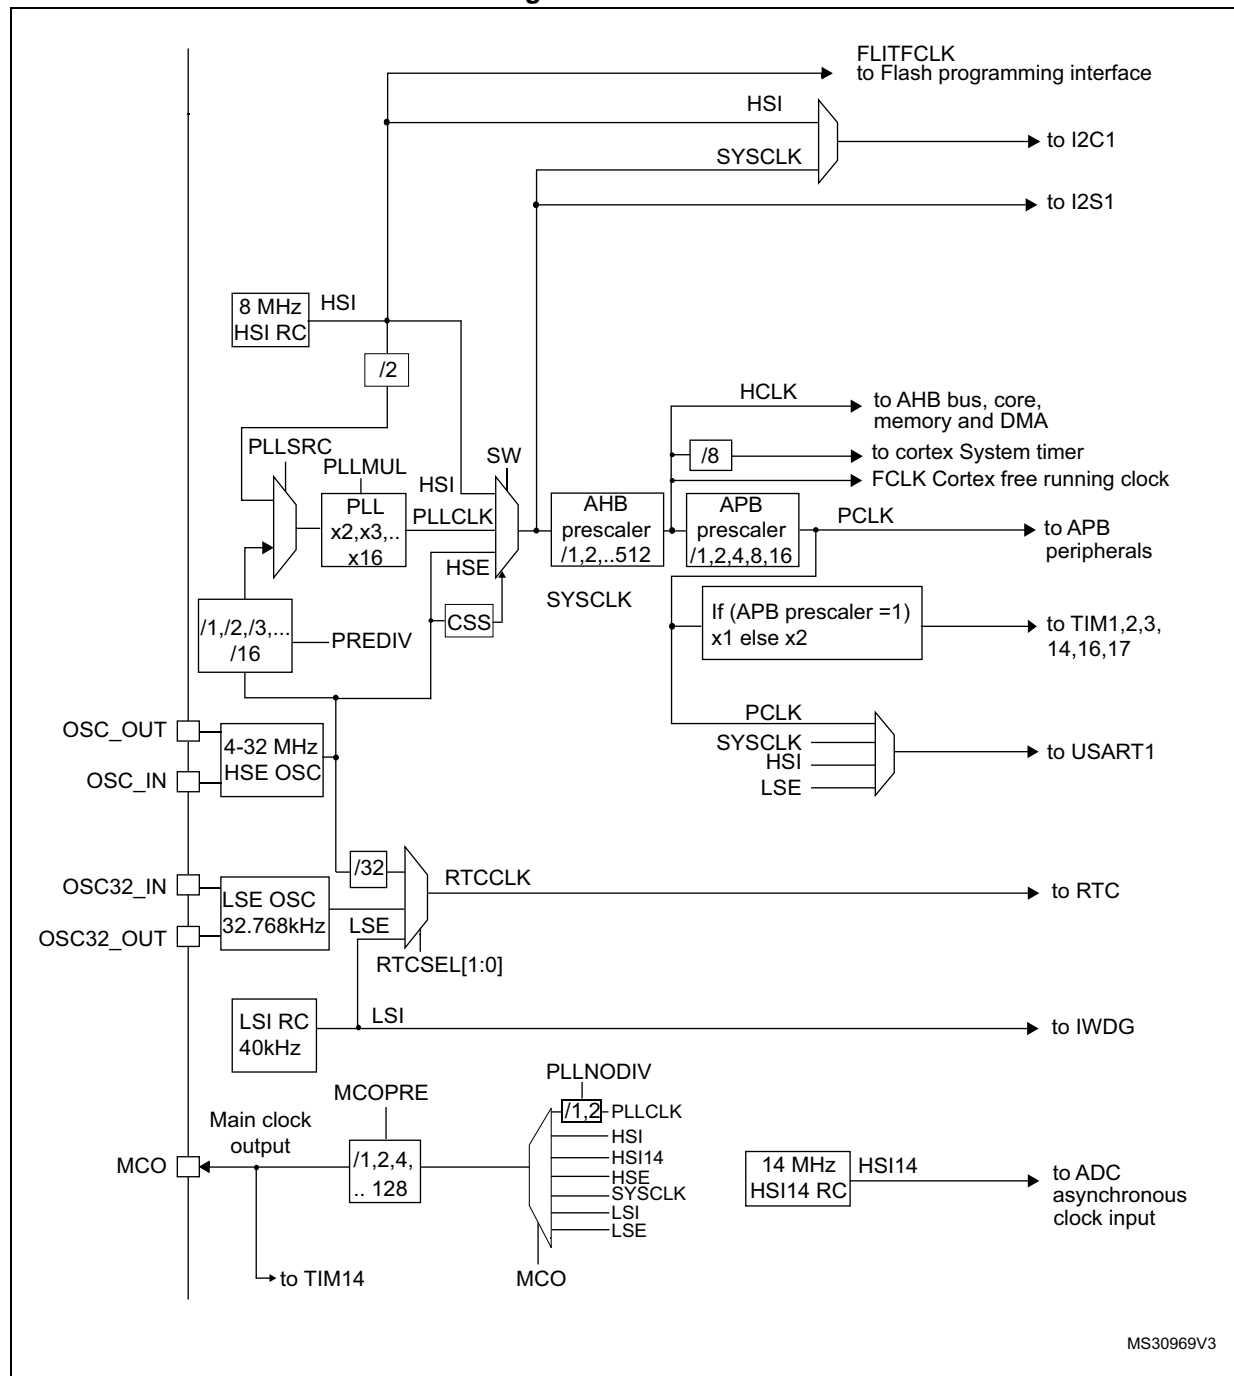 FLITFCLK
to Flash programming interface
HSI
to I2C1
SYSCLK
to I2S1
8 MHz
HSI RC
HSI
/2
HCLK
to AHB bus, core,
memory and DMA
/8
to cortex System timer
FCLK Cortex free running clock
PLLSRC
PLLMUL
SW
HSI
PLL
x2,x3,..
x16
PLLCLK
HSE
AHB
prescaler
/1,2,..512
APB
prescaler
/1,2,4,8,16
PCLK
to APB
peripherals
SYSCLK
CSS
/1,/2,/3,...
/16
PREDIV
If (APB prescaler =1)
x1 else x2
to TIM1,2,3,
14,16,17
OSC_OUT
OSC_IN
4-32 MHz
HSE OSC
PCLK
SYSCLK
HSI
LSE
to USART1
/32
OSC32_IN
OSC32_OUT
LSE OSC
32.768kHz
LSE
RTCCLK
to RTC
RTCSEL[1:0]
LSI RC
40kHz
LSI
to IWDG
PLLNODIV
MCOPRE
/1,2
PLLCLK
HSI
HSI14
HSE
SYSCLK
LSI
LSE
Main clock
output
MCO
/1,2,4,
.. 128
MCO
to TIM14
14 MHz
HSI14 RC
HSI14
to ADC
asynchronous
clock input
MS30969V3